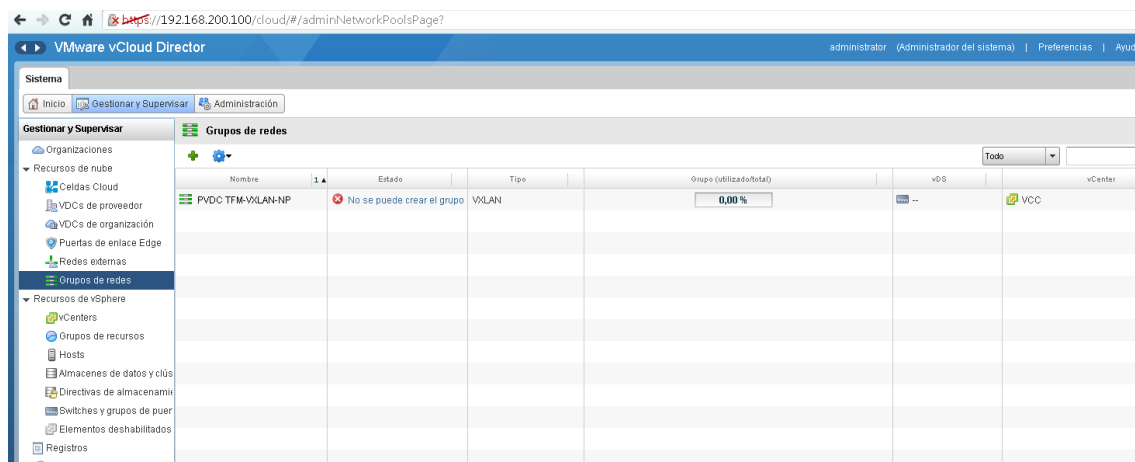 https://192.168.200.100/cloud/#/adminNetworkPoolsPage?
VMware vCloud Director
administrator (Administrador del sistema) | Preferencias | Ayud
Sistema
Inicio Gestionar y Supervisar Administración
Gestionar y Supervisar
Grupos de redes
Organizaciones
Todo
Recursos de nube
Nombre 1 Estado Tipo Grupo (utilizado/total) vDS vCenter
Celdas Cloud
PVDC TFM-VXLAN-NP No se puede crear el grupo VXLAN 0,00 % -- VCC
VDCs de proveedor
VDCs de organización
Puertas de enlace Edge
Redes externas
Grupos de redes
Recursos de vSphere
vCenters
Grupos de recursos
Hosts
Almacenes de datos y clús
Directivas de almacenamie
Switches y grupos de puer
Elementos deshabilitados
Registros